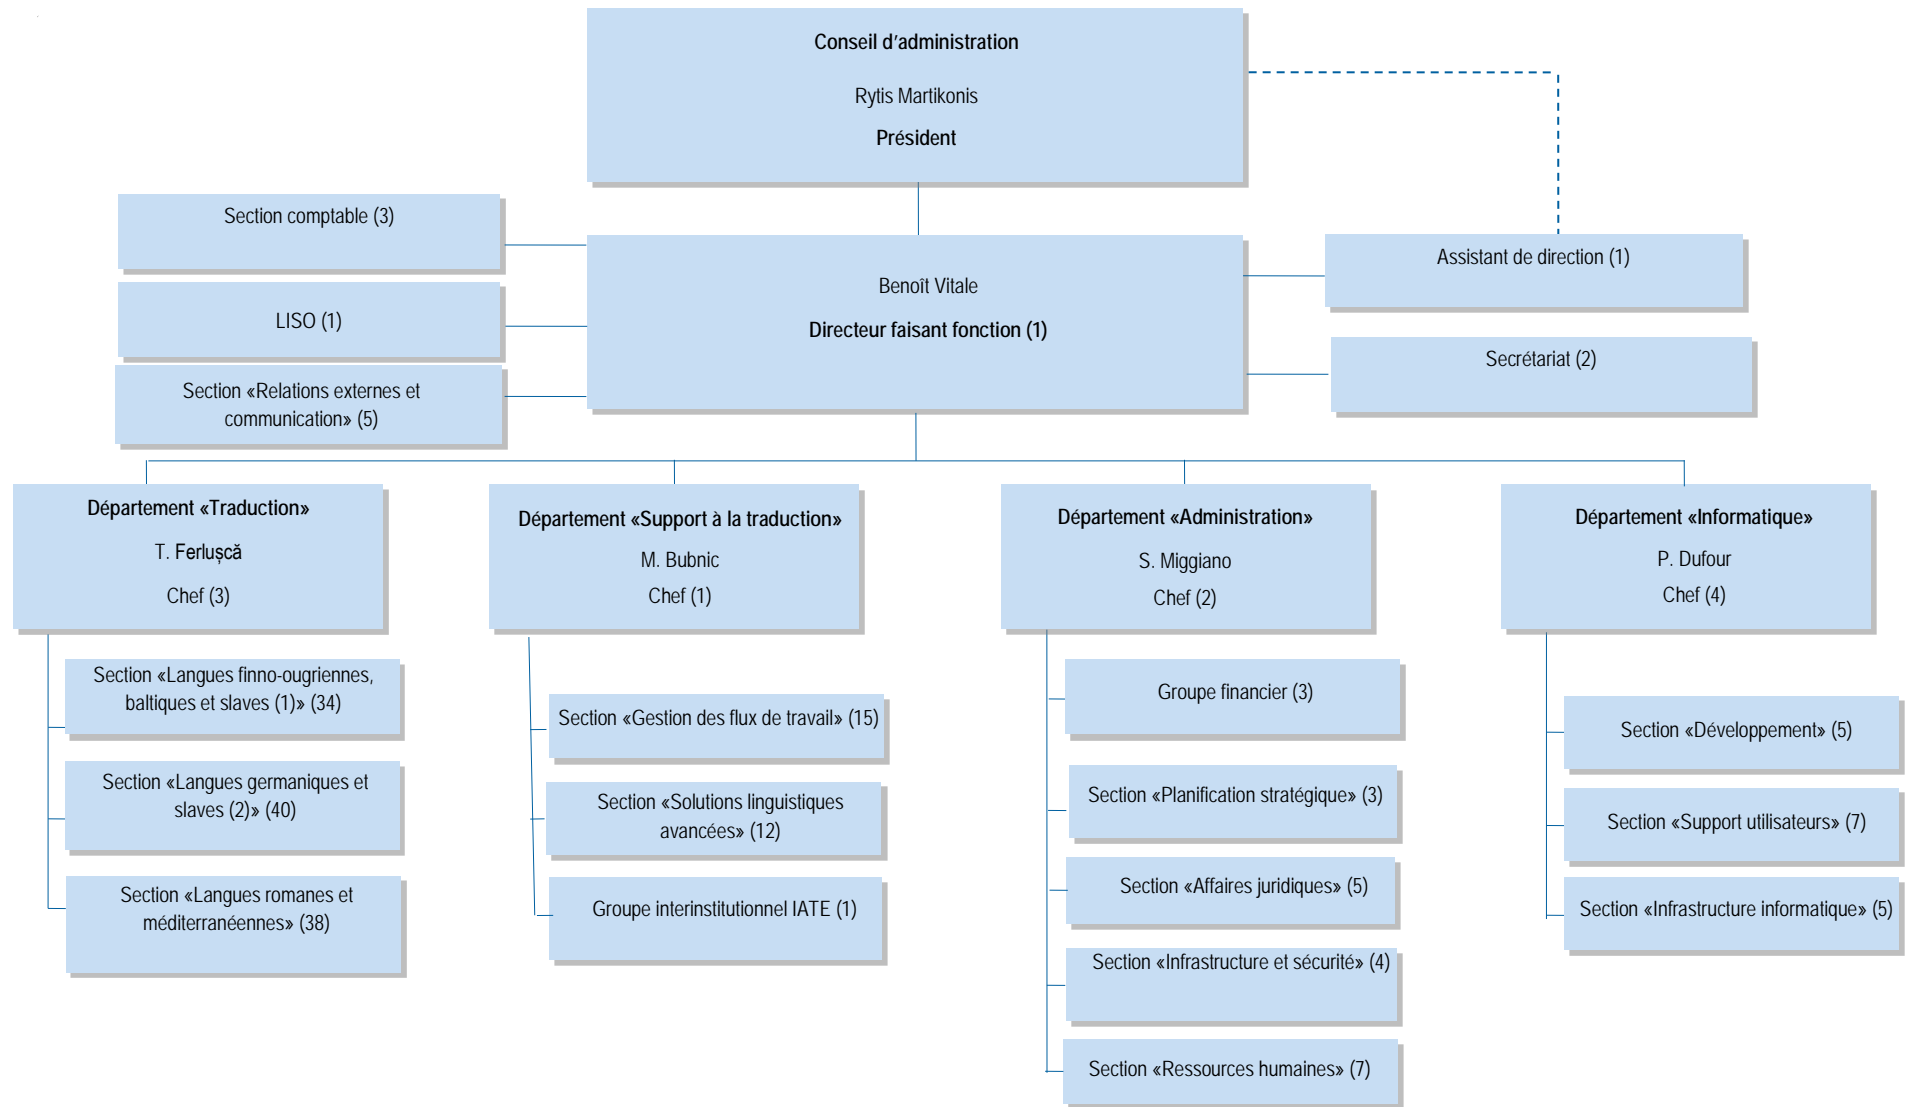 Conseil d'administration
Rytis Martikonis
Président
Section comptable (3)
LISO (1)
Section «Relations externes et
communication» (5)
Benoît Vitale
Directeur faisant fonction (1)
Assistant de direction (1)
Secrétariat (2)
Département «Traduction»
T. Ferlușcă
Chef (3)
Section «Langues finno-ougriennes,
baltiques et slaves (1)» (34)
Section «Langues germaniques et
slaves (2)» (40)
Section «Langues romanes et
méditerranéennes» (38)
Département «Support à la traduction»
M. Bubnic
Chef (1)
Section «Gestion des flux de travail» (15)
Section «Solutions linguistiques
avancées» (12)
Groupe interinstitutionnel IATE (1)
Département «Administration»
S. Miggiano
Chef (2)
Groupe financier (3)
Section «Planification stratégique» (3)
Section «Affaires juridiques» (5)
Section «Infrastructure et sécurité» (4)
Section «Ressources humaines» (7)
Département «Informatique»
P. Dufour
Chef (4)
Section «Développement» (5)
Section «Support utilisateurs» (7)
Section «Infrastructure informatique» (5)